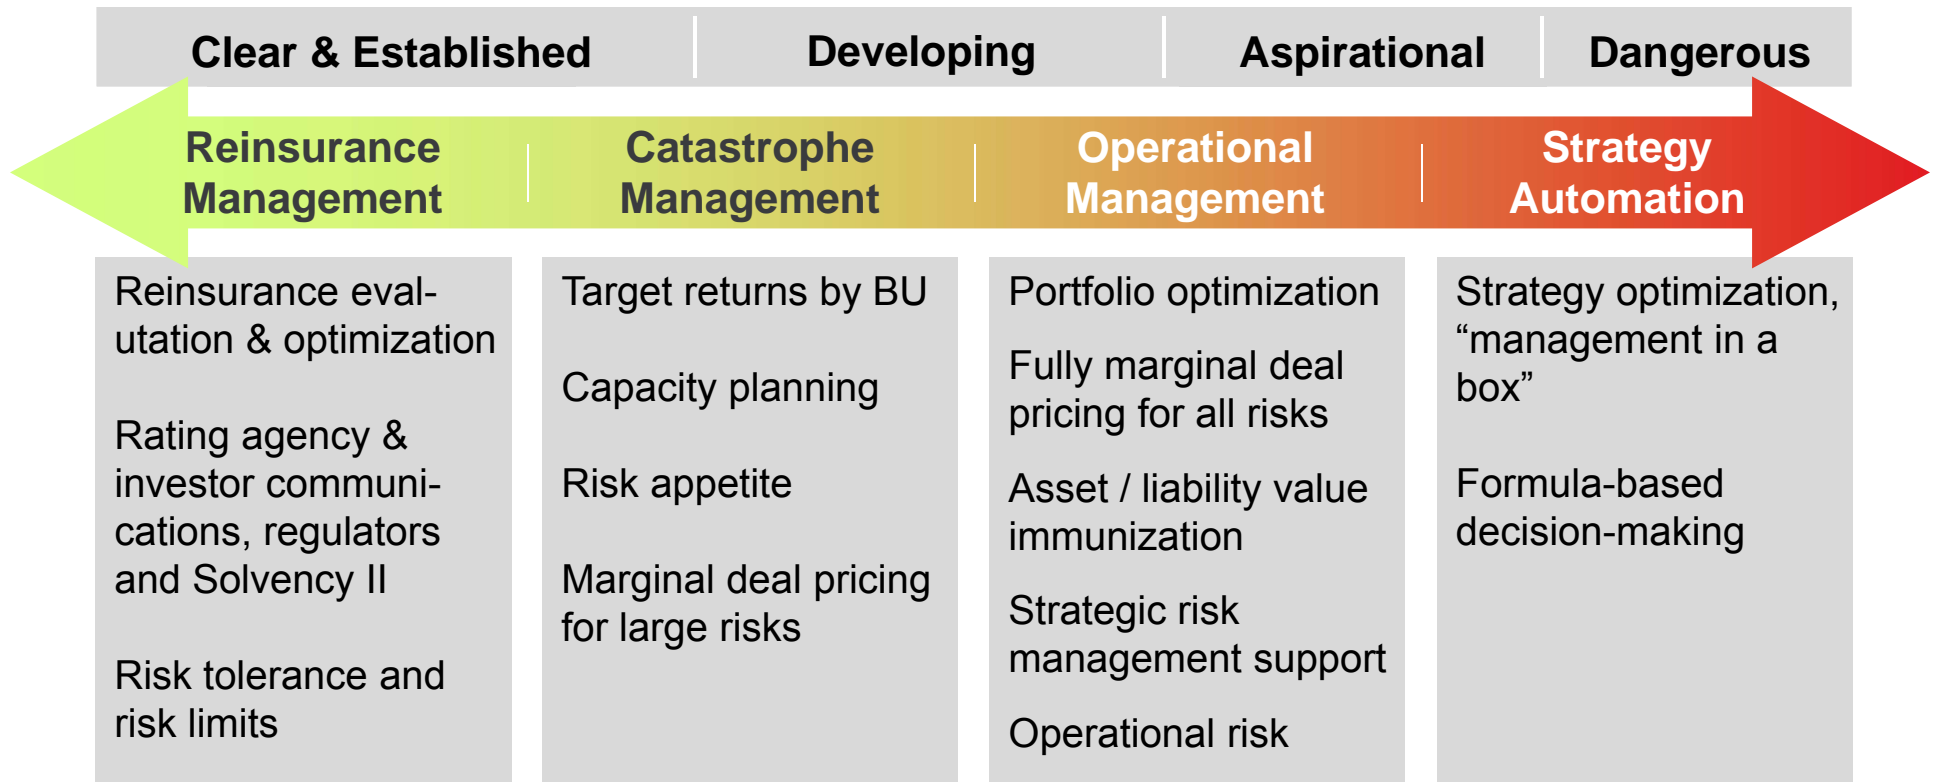 Clear & Established
Developing
Aspirational
Dangerous
Reinsurance
Management
Catastrophe
Management
Operational
Management
Strategy
Automation
Reinsurance eval-
utation & optimization
Rating agency &
investor communi-
cations, regulators
and Solvency II
Risk tolerance and
risk limits
Target returns by BU
Capacity planning
Risk appetite
Marginal deal pricing
for large risks
Portfolio optimization
Fully marginal deal
pricing for all risks
Asset / liability value
immunization
Strategic risk
management support
Operational risk
Strategy optimization,
“management in a
box”
Formula-based
decision-making